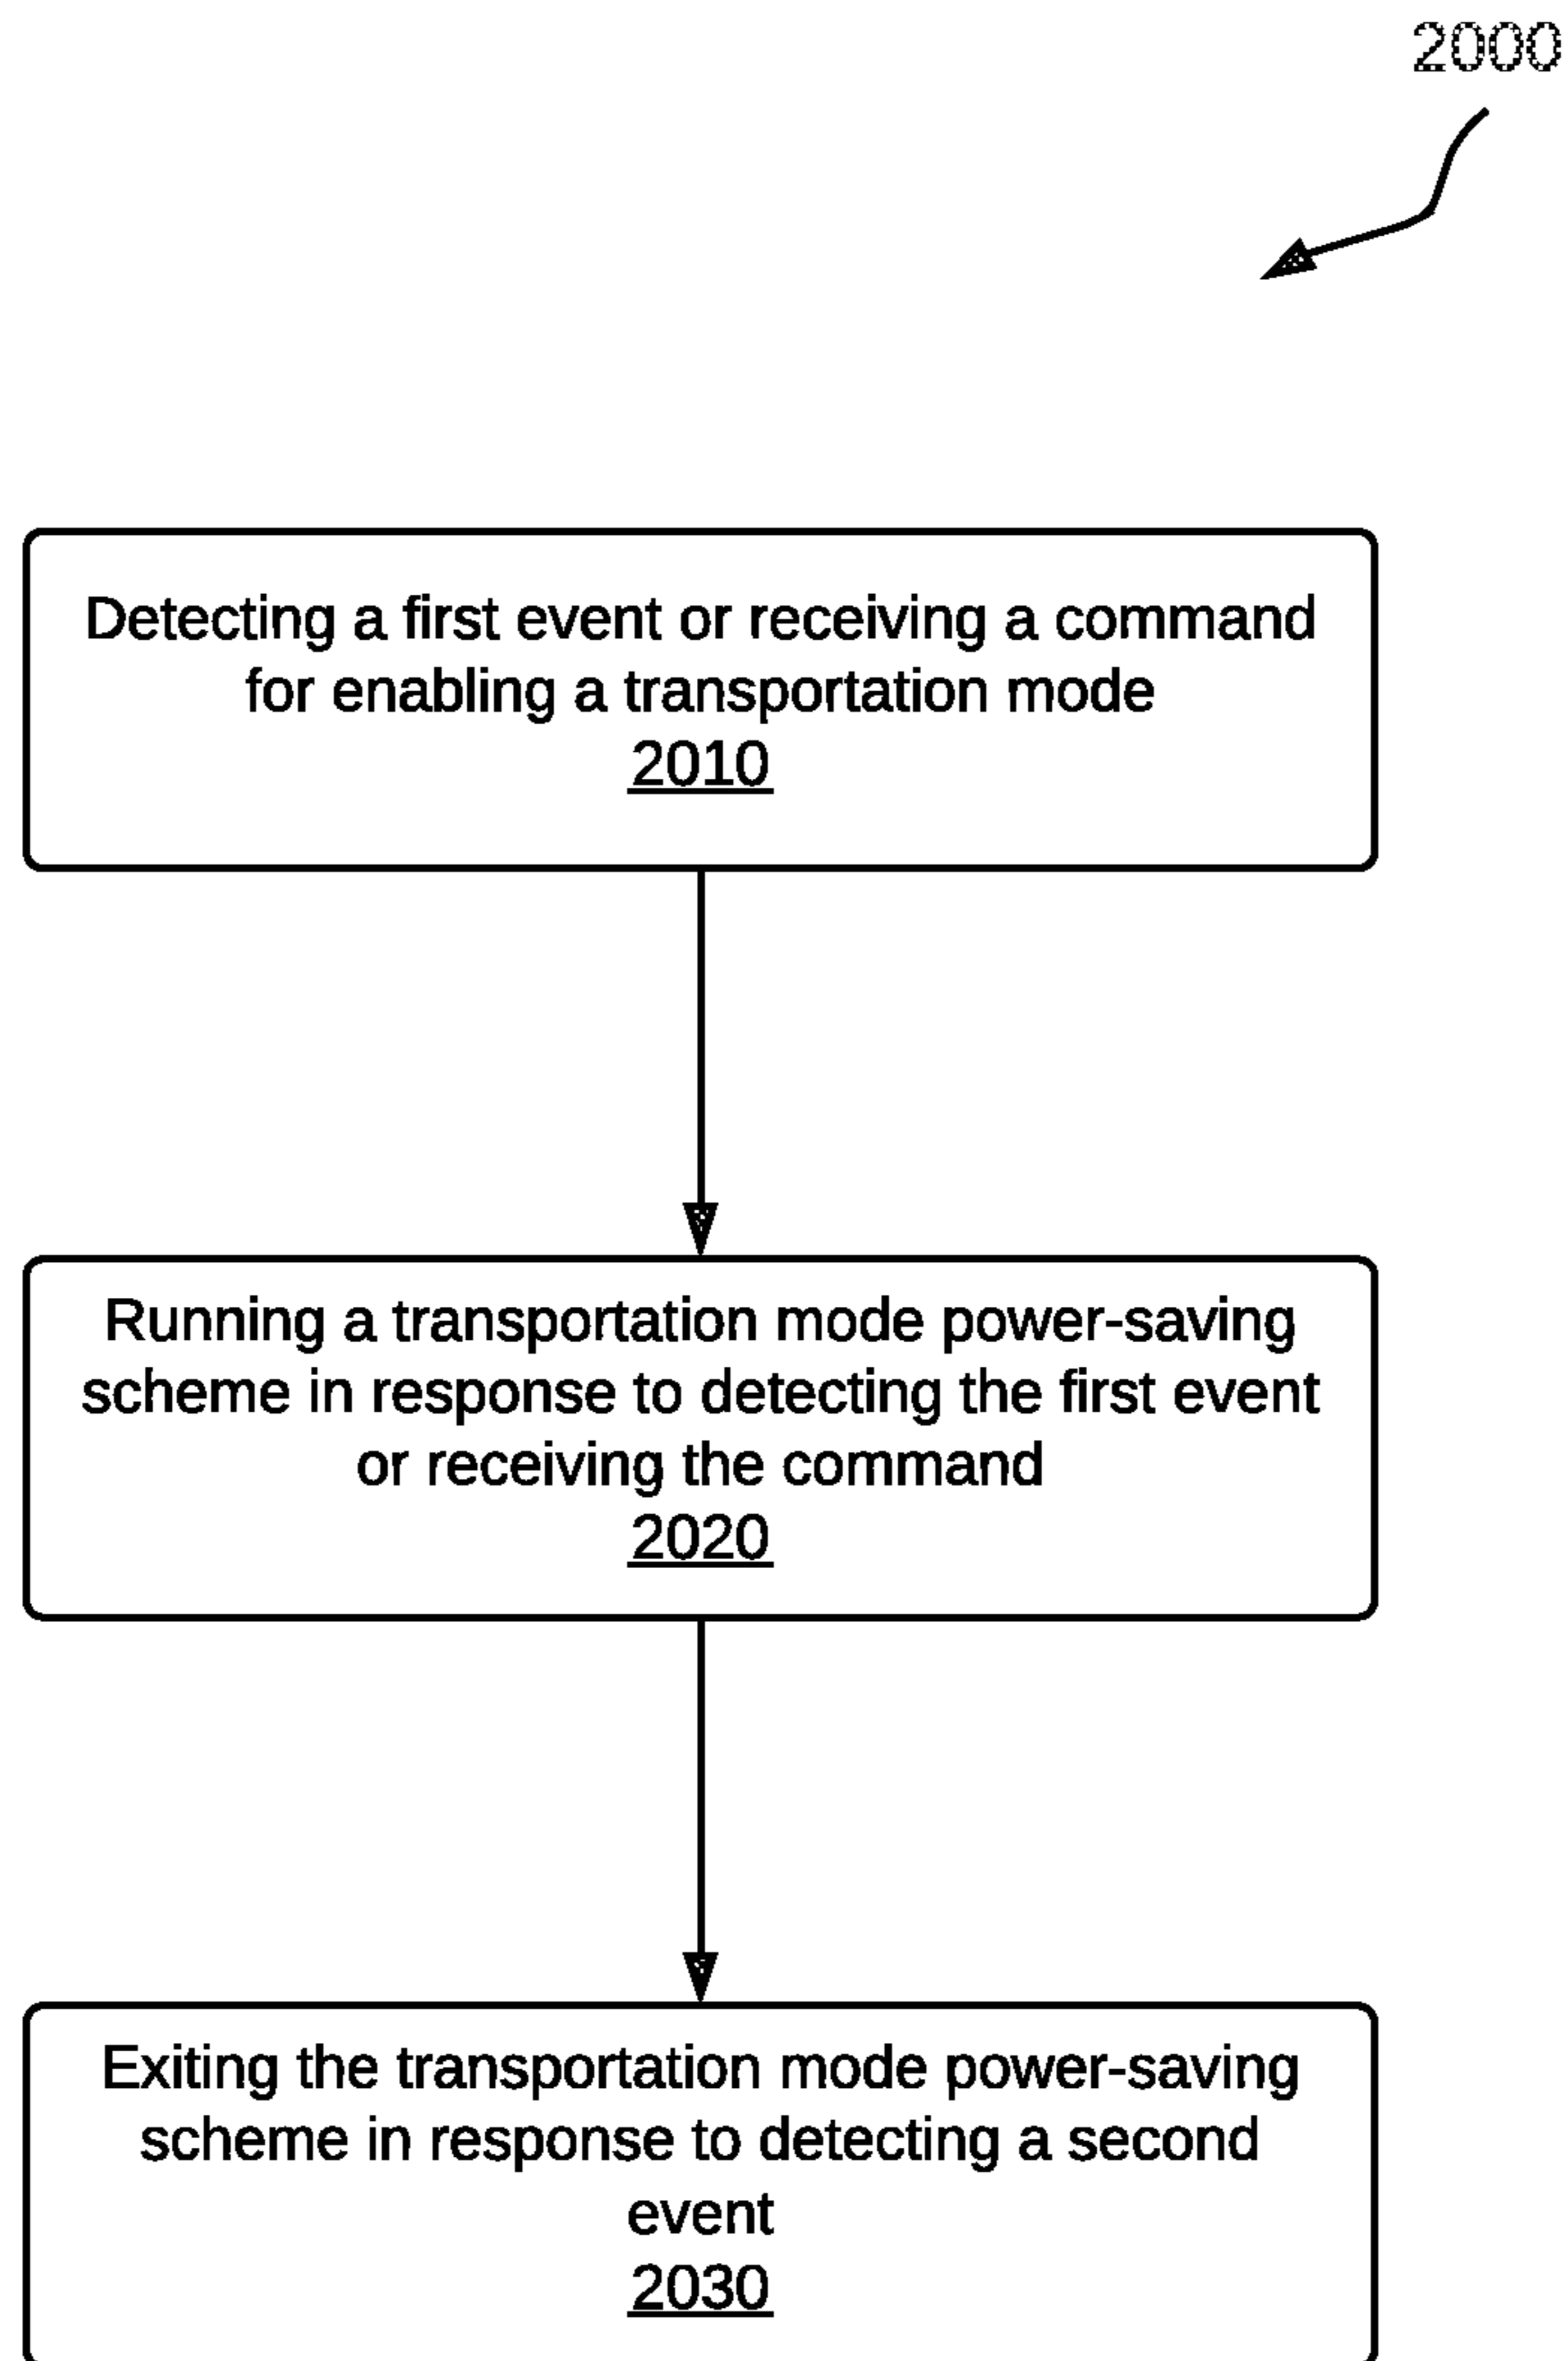 2000
Detecting a first event or receiving a command
for enabling a transportation mode
2010
Running a transportation mode power-saving
scheme in response to detecting the first event
or receiving the command
2020
Exiting the transportation mode power-saving
scheme in response to detecting a second
event
2030